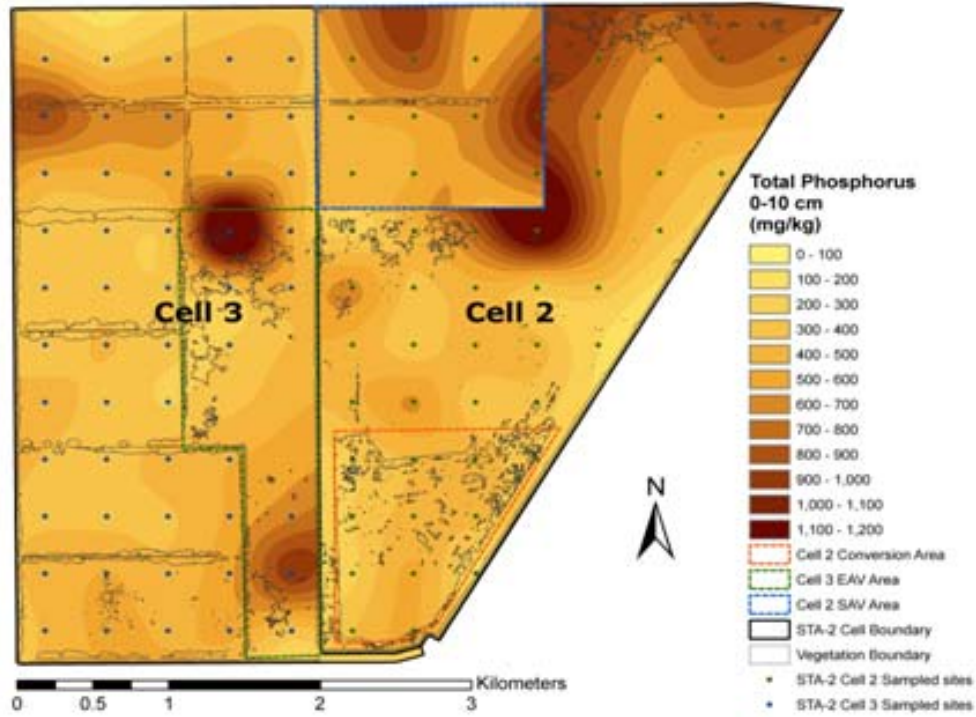 Cell 3
Cell 2
Total Phosphorus
0-10 cm
(mg/kg)
0 - 100
100 - 200
200 - 300
300 - 400
400 - 500
500 - 600
600 - 700
700 - 800
800 - 900
900 - 1,000
1,000 - 1,100
1,100 - 1,200
Cell 2 Conversion Area
Cell 3 EAV Area
Cell 2 SAV Area
STA-2 Cell Boundary
Vegetation Boundary
STA-2 Cell 2 Sampled sites
STA-2 Cell 3 Sampled sites
N
Kilometers
0 0.5 1 2 3